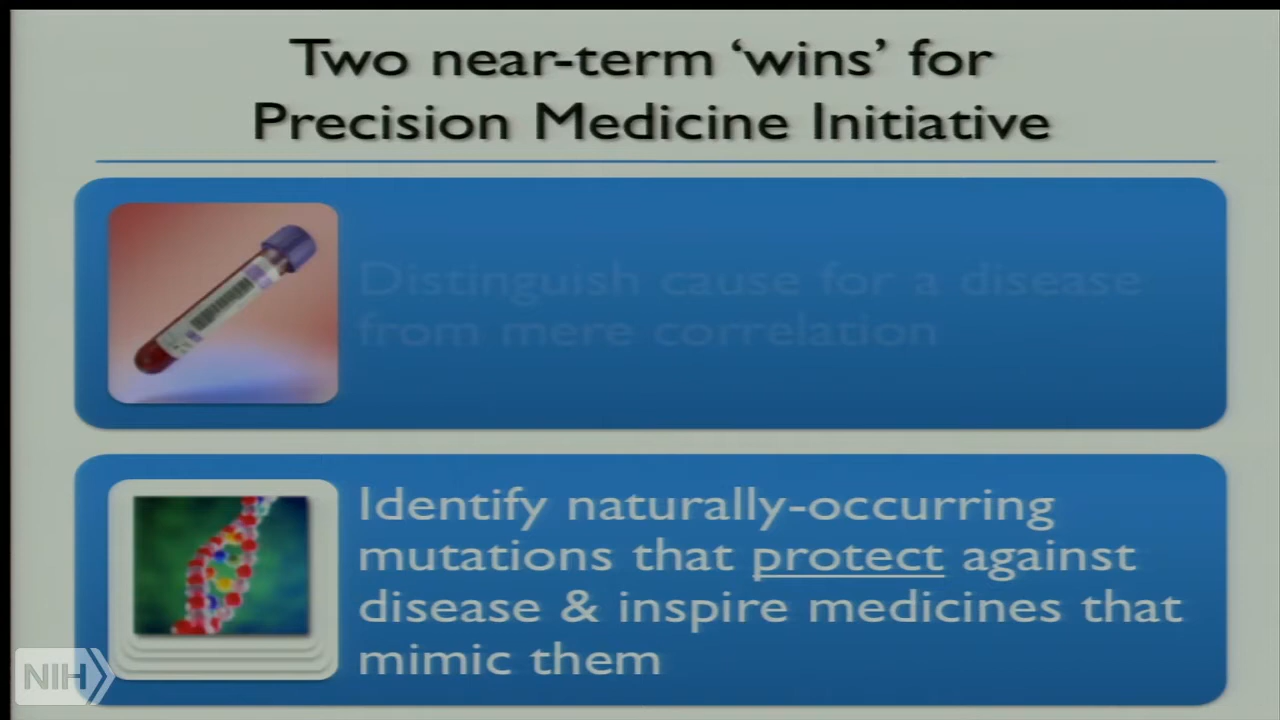 Two near-term ‘wins’ for
Precision Medicine Initiative
Distinguish cause for a disease
from mere correlation
Identify naturally-occurring
mutations that protect against
disease & inspire medicines that
mimic them
NIH